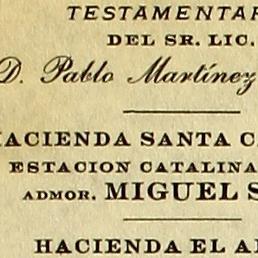 TESTAMENTAR
DEL SR. LIC.
D. Pablo Martínez
HACIENDA SANTA C
ESTACION CATALINA
ADMOR. MIGUEL S
HACIENDA EL A